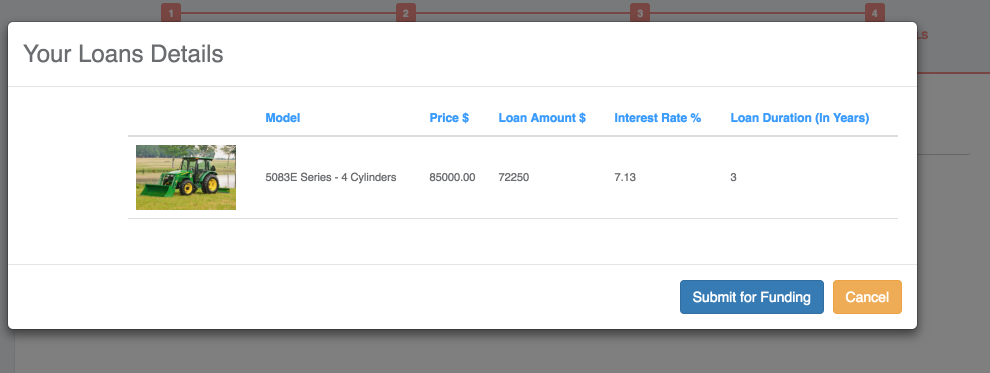 1 2 3 4
LS
Your Loans Details
Model Price $ Loan Amount $ Interest Rate % Loan Duration (In Years)
5083E Series - 4 Cylinders 85000.00 72250 7.13 3
Submit for Funding Cancel